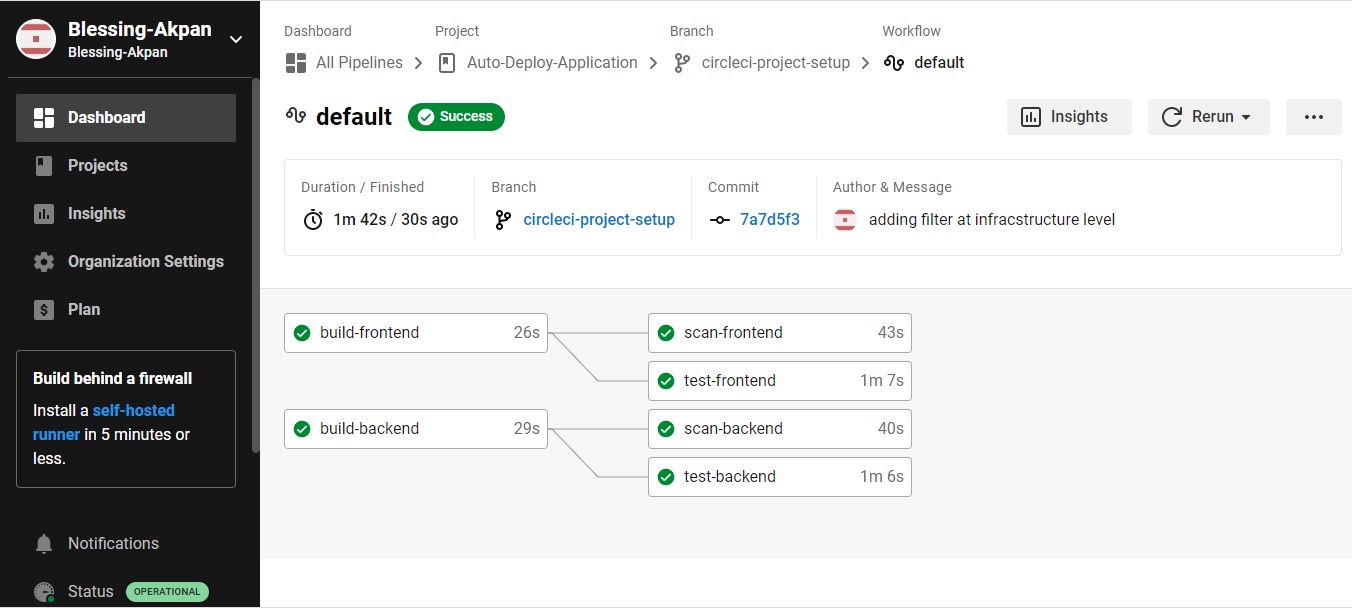 Blessing-Akpan
Blessing-Akpan
Dashboard
Projects
Insights
Organization Settings
Plan
Build behind a firewall
Install a self-hosted
runner in 5 minutes or
less.
Notifications
Status OPERATIONAL
Dashboard Project Branch Workflow
All Pipelines Auto-Deploy-Application circleci-project-setup default
default Success Insights Rerun
Duration / Finished Branch Commit Author & Message
1m 42s / 30s ago circleci-project-setup 7a7d5f3 adding filter at infracstructure level
build-frontend 26s scan-frontend 43s
test-frontend 1m 7s
build-backend 29s scan-backend 40s
test-backend 1m 6s